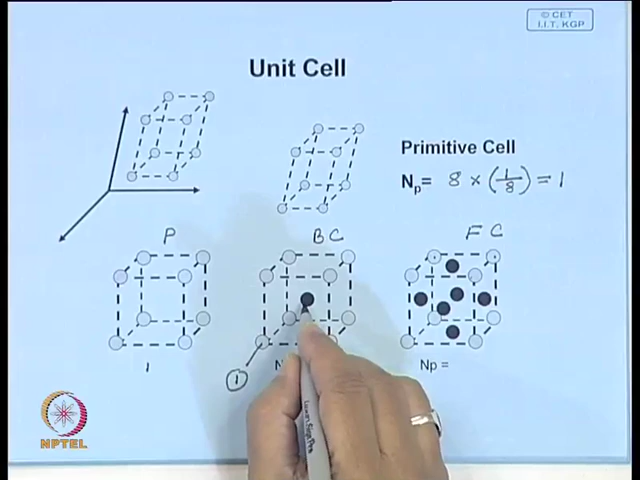 © CET
I.I.T. KGP
Unit Cell
Primitive Cell
Np= 8 × (1/8) = 1
P
BC
FC
1
1
N
Np =
NPTEL